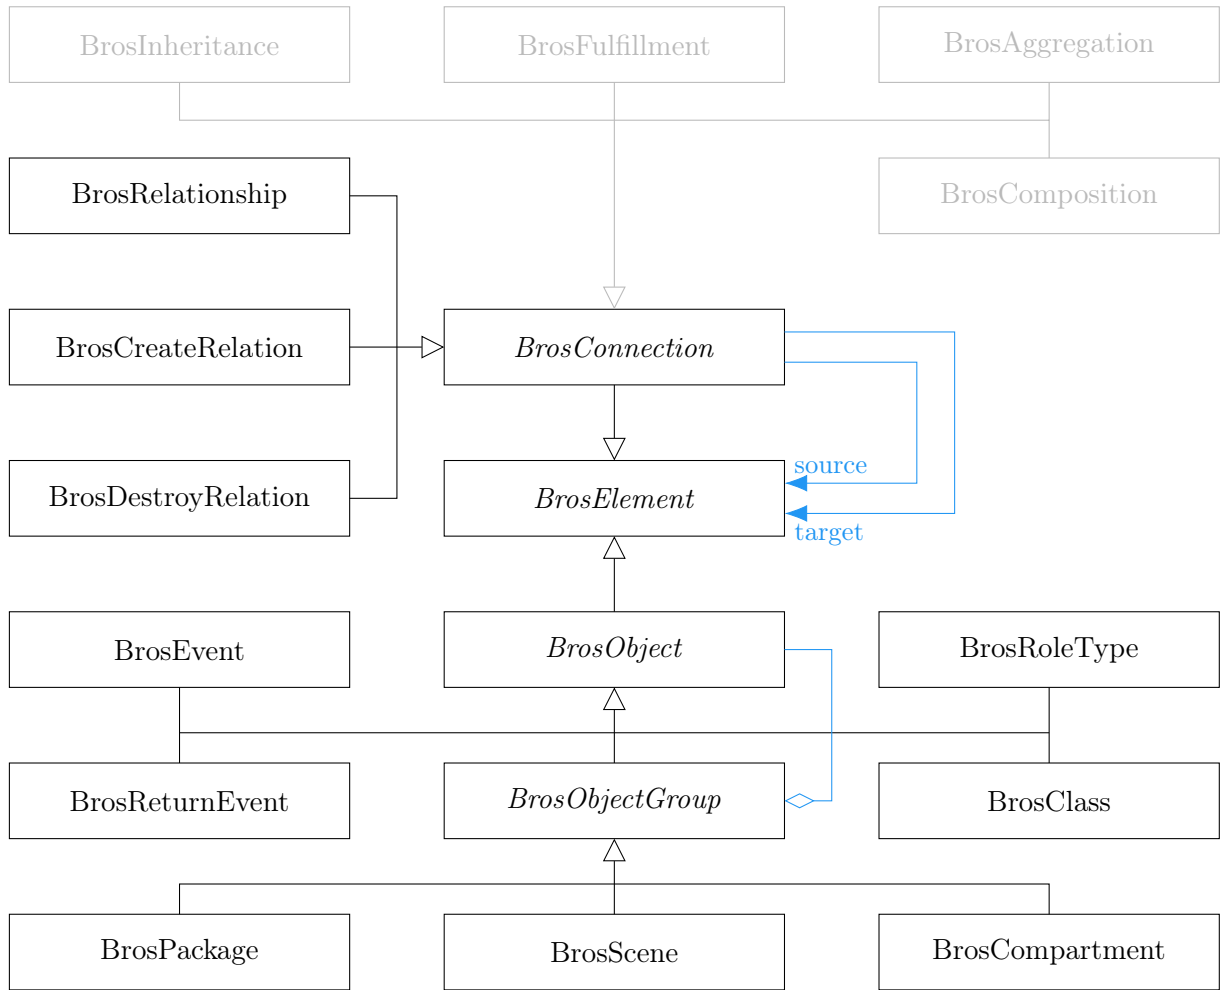 BrosInheritance
BrosFulfillment
BrosAggregation
BrosRelationship
BrosComposition
BrosCreateRelation
BrosConnection
source
BrosDestroyRelation
BrosElement
target
BrosEvent
BrosObject
BrosRoleType
BrosReturnEvent
BrosObjectGroup
BrosClass
BrosPackage
BrosScene
BrosCompartment